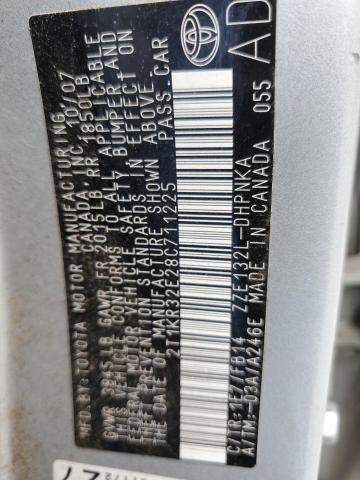 MFD. BY: TOYOTA MOTOR MANUFACTURING
CANADA, INC. 10/07
GVWR 3845LB GAWR FR 2015LB RR 1850LB
THIS VEHICLE CONFORMS TO ALL APPLICABLE
FEDERAL MOTOR VEHICLE SAFETY, BUMPER, AND
THEFT PREVENTION STANDARDS IN EFFECT ON
THE DATE OF MANUFACTURE SHOWN ABOVE.
2T1KR32E28C711225 PASS. CAR
C/TR: 1E7/FB14 ZZE132L-DHPNKA
A/TM: -03A/A246E MADE IN CANADA 055
AD